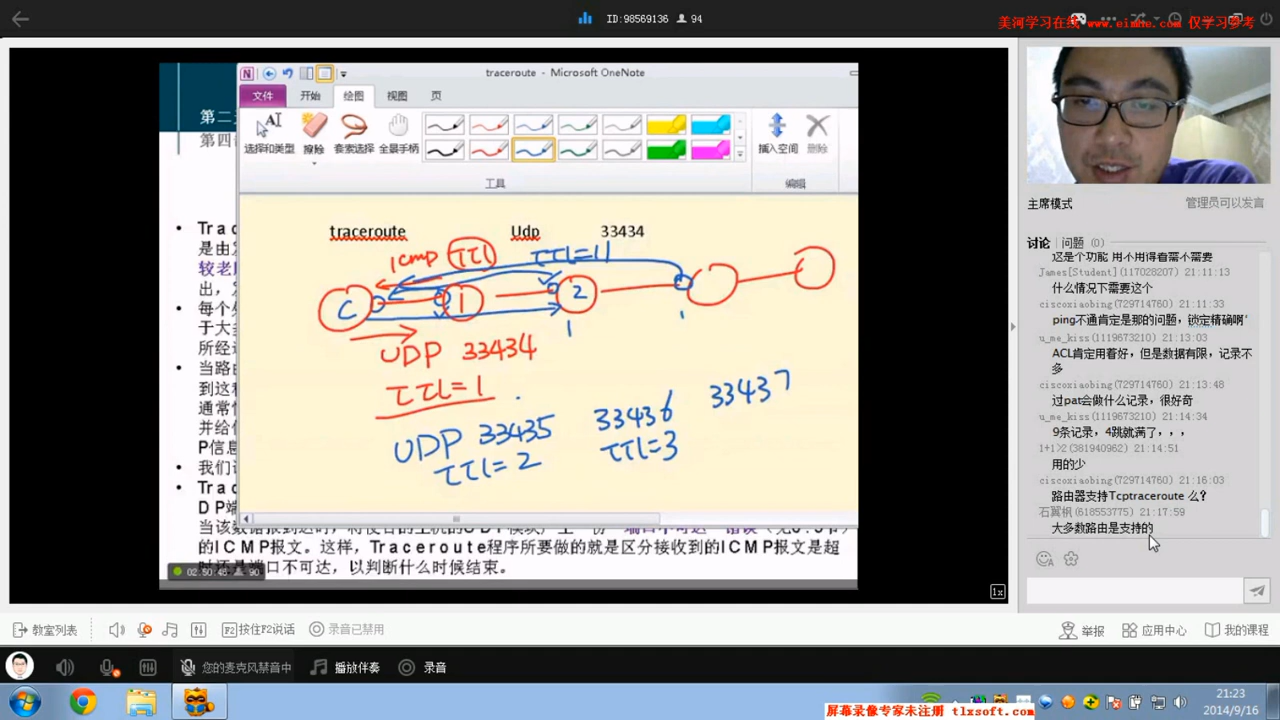 ID:98569136 94
美河学习在线 www.eimhe.com 仅学习参考
traceroute - Microsoft OneNote
文件 开始 绘图 视图 页
选择和类型 擦除 套索选择 全景手柄 插入空间 删除
工具 编辑
第二
第四
traceroute Udp 33434
icmp TTL TTL=1
C 1 2
UDP 33434
TTL=1
UDP 33435 33436 33437
TTL=2 TTL=3
Tra
是由
较老
出，
每个
于大
所经
当路
到这
通常
并给
P信息
我们
Trac
DP端
的ICMP报文。这样，Traceroute程序所要做的就是区分接收到的ICMP报文是超
时还是端口不可达，以判断什么时候结束。
02:50:46 90
1x
主席模式 管理员可以发言
讨论 问题 (0)
这是个功能 用不用得看需不需要
James[Student](117028207) 21:11:13
什么情况下需要这个
ciscoxiaobing(729714760) 21:11:33
ping不通肯定是那的问题，锁定精确啊
u_me_kiss(1119770) 21:13:03
ACL肯定用着好，但是数据有限，记录不
多
ciscoxiaobing(729714760) 21:13:48
过pat会做什么记录，很好奇
u_me_kiss(1119770) 21:14:34
9条记录，4跳就满了，，，
1+1>2(381940962) 21:14:51
用的少
ciscoxiaobing(729714760) 21:16:03
路由器支持Tcptraceroute 么？
石翼帆(618553775) 21:17:59
大多数路由是支持的
教室列表 F2 按住F2说话 录音已禁用 举报 应用中心 我的课程
您的麦克风禁音中 播放伴奏 录音
21:23
2014/9/16
屏幕录像专家未注册 tlxsoft.com